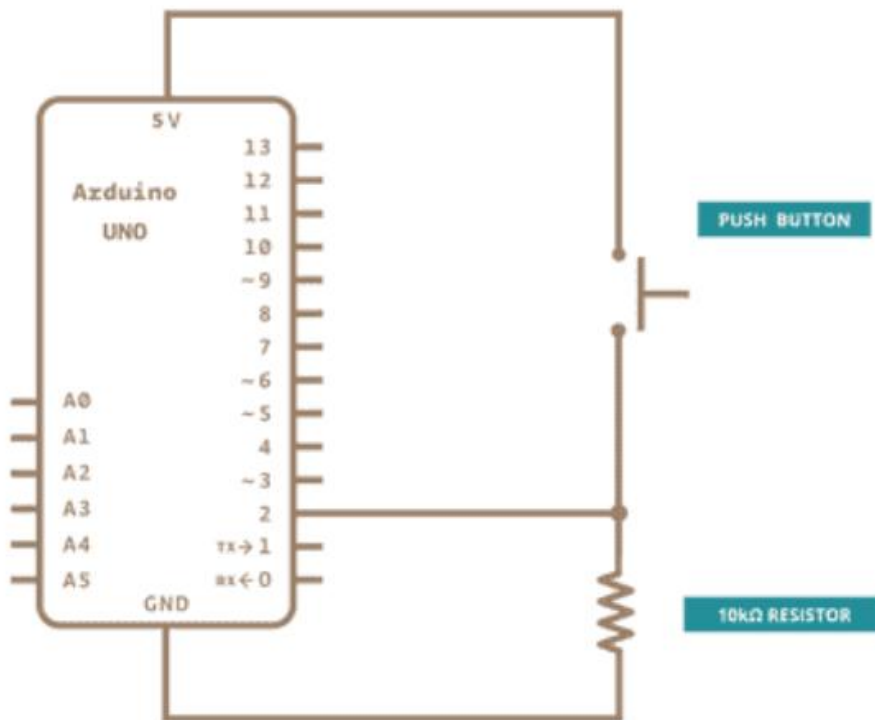 5V
Arduino
UNO
13
12
11
10
~9
8
7
~6
~5
4
~3
2
TX→1
RX←0
A0
A1
A2
A3
A4
A5
GND
PUSH BUTTON
10kΩ RESISTOR